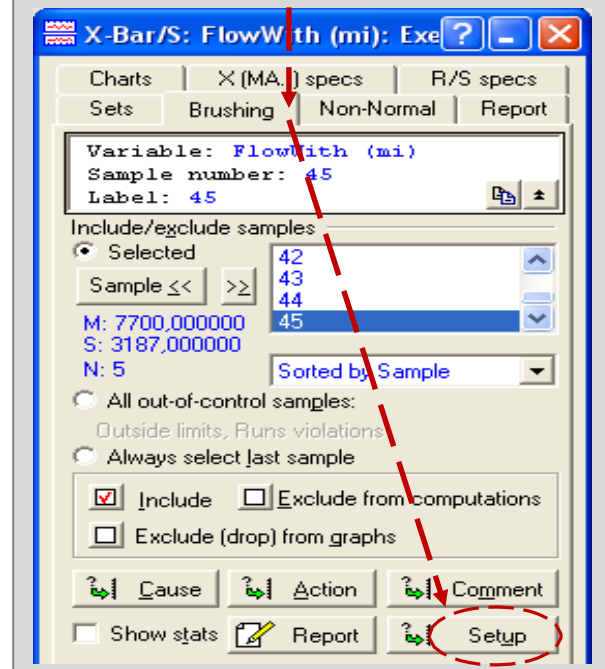 X-Bar/S: FlowWith (mi): Exe
Charts X (MA..) specs R/S specs
Sets Brushing Non-Normal Report
Variable: FlowWith (mi)
Sample number: 45
Label: 45
Include/exclude samples
Selected
42
43
44
45
Sample << >>
M: 7700,000000
S: 3187,000000
N: 5
Sorted by Sample
All out-of-control samples:
Outside limits, Runs violations
Always select last sample
Include Exclude from computations
Exclude (drop) from graphs
Cause Action Comment
Show stats Report Setup